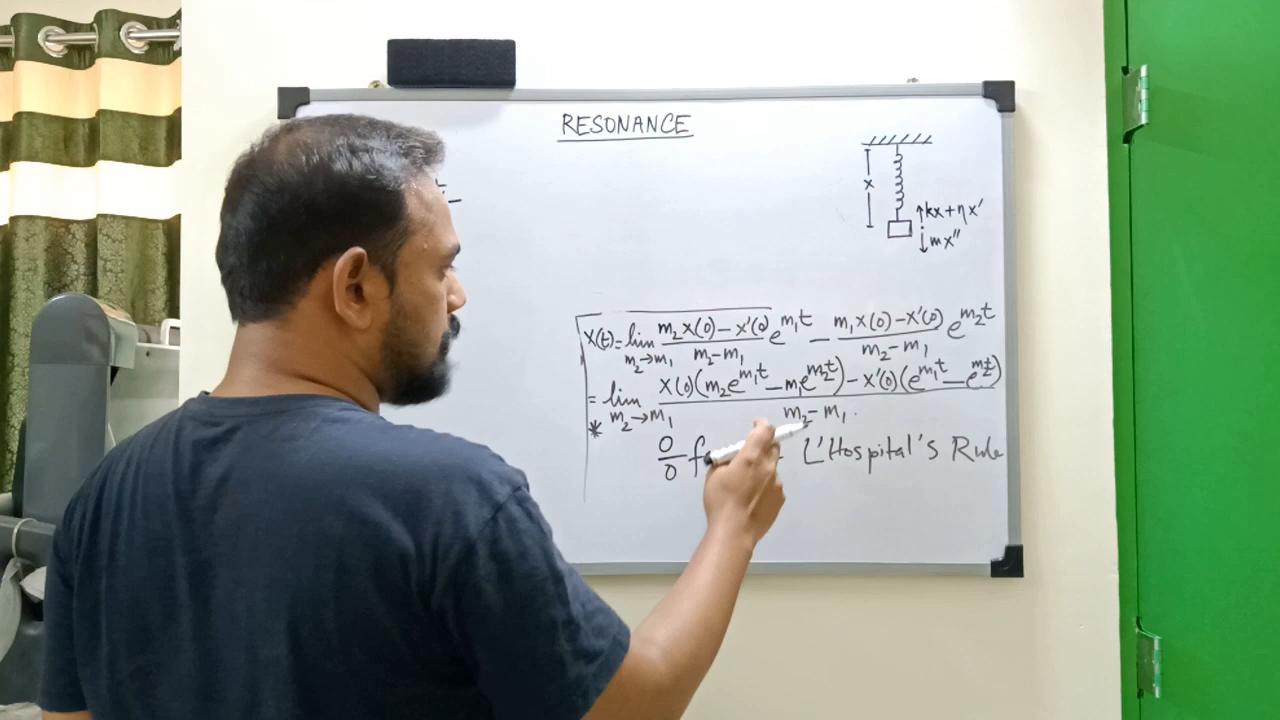 RESONANCE
x
↑kx+ηx'
↓mx''
x(t)=lim m₂→m₁ (m₂x(0)-x'(0))/(m₂-m₁) e^(m₁t) - (m₁x(0)-x'(0))/(m₂-m₁) e^(m₂t)
= lim m₂→m₁ (x(0)(m₂e^(m₁t)-m₁e^(m₂t))-x'(0)(e^(m₁t)-e^(m₂t)))/(m₂-m₁).
* 0/0 L'Hospital's Rule